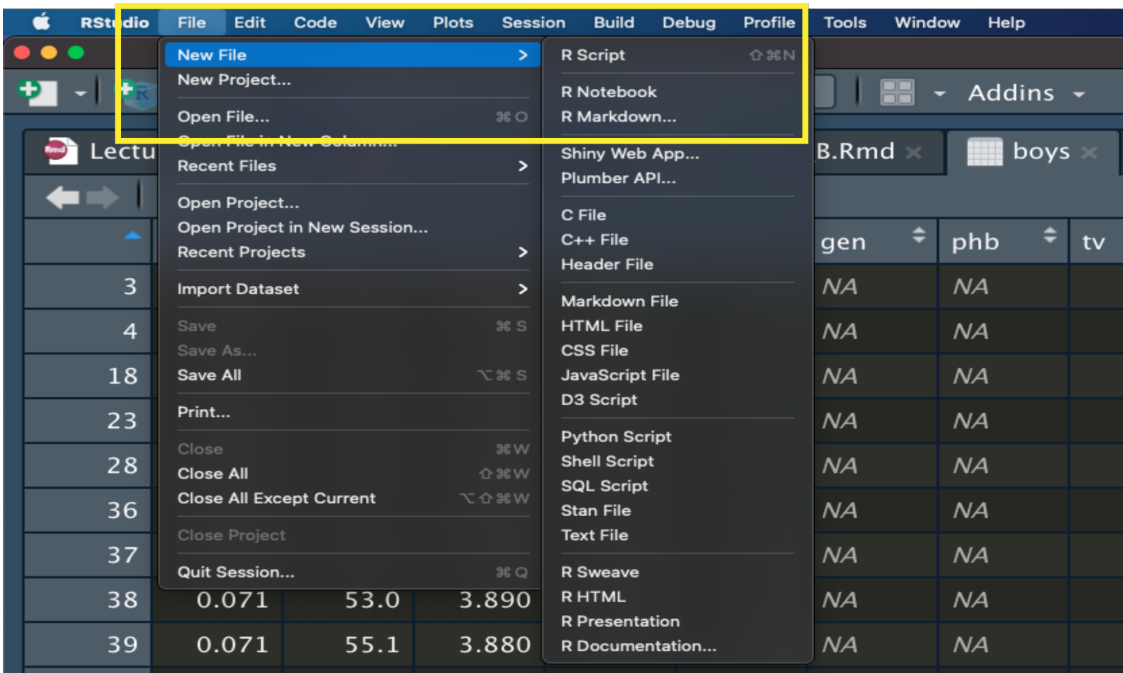 RStudio File Edit Code View Plots Session Build Debug Profile Tools Window Help
New File >
New Project...
Open File... ⌘O
Open File in New Column...
Recent Files >
Open Project...
Open Project in New Session...
Recent Projects >
Import Dataset >
Save ⌘S
Save As...
Save All ⌥⌘S
Print...
Close ⌘W
Close All ⇧⌘W
Close All Except Current ⌥⇧⌘W
Close Project
Quit Session... ⌘Q
R Script ⇧⌘N
R Notebook
R Markdown...
Shiny Web App...
Plumber API...
C File
C++ File
Header File
Markdown File
HTML File
CSS File
JavaScript File
D3 Script
Python Script
Shell Script
SQL Script
Stan File
Text File
R Sweave
R HTML
R Presentation
R Documentation...
Addins
Lectu B.Rmd boys
gen phb tv
3 NA NA
4 NA NA
18 NA NA
23 NA NA
28 NA NA
36 NA NA
37 NA NA
38 0.071 53.0 3.890 NA NA
39 0.071 55.1 3.880 NA NA